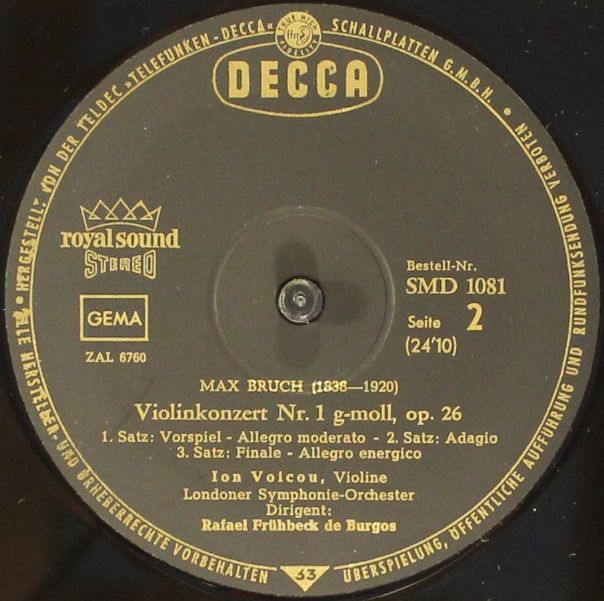 ALLE HERSTELLER- UND URHEBERRECHTE VORBEHALTEN • HERGESTELLT: VON DER TELDEC »TELEFUNKEN-DECCA« SCHALLPLATTEN G.M.B.H. • ÜBERSPIELUNG, ÖFFENTLICHE AUFFÜHRUNG UND RUNDFUNKSENDUNG VERBOTEN
DECCA
royal sound
STEREO
GEMA
ZAL 6760
Bestell-Nr.
SMD 1081
Seite 2
(24'10)
MAX BRUCH (1838—1920)
Violinkonzert Nr. 1 g-moll, op. 26
1. Satz: Vorspiel - Allegro moderato - 2. Satz: Adagio
3. Satz: Finale - Allegro energico
Ion Voicou, Violine
Londoner Symphonie-Orchester
Dirigent:
Rafael Frühbeck de Burgos
33